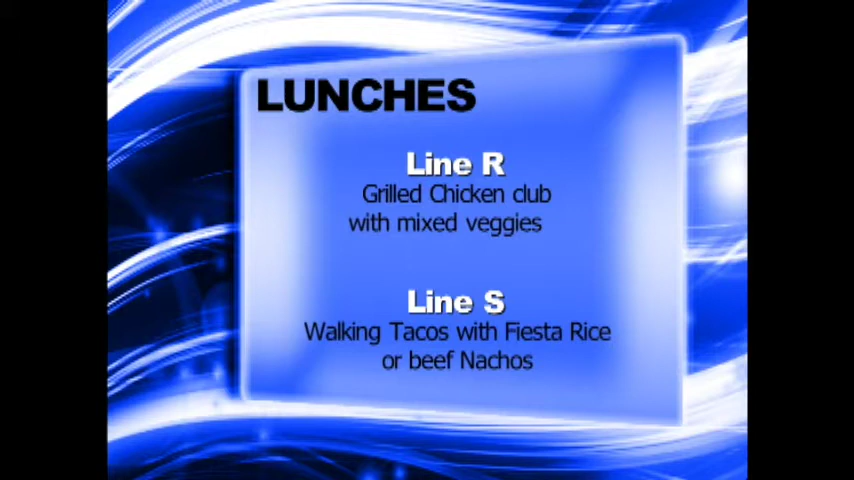 LUNCHES
Line R
Grilled Chicken club
with mixed veggies
Line S
Walking Tacos with Fiesta Rice
or beef Nachos